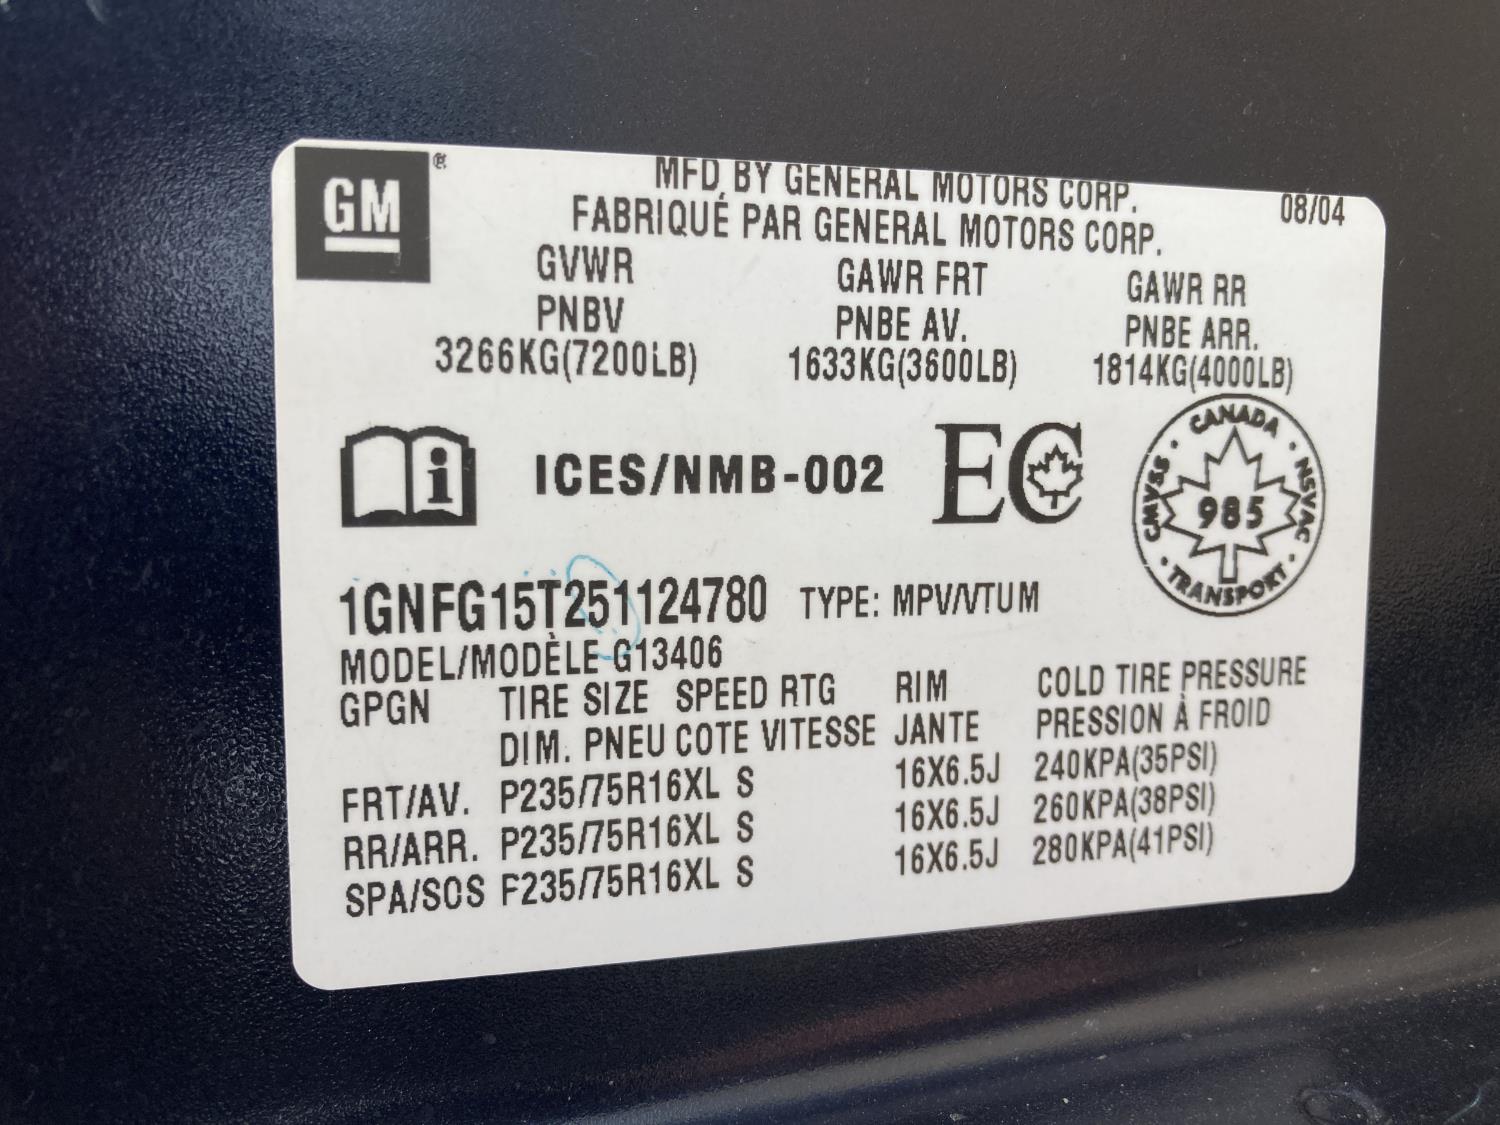 GM®
MFD BY GENERAL MOTORS CORP.
08/04
FABRIQUÉ PAR GENERAL MOTORS CORP.
GVWR GAWR FRT GAWR RR
PNBV PNBE AV. PNBE ARR.
3266KG(7200LB) 1633KG(3600LB) 1814KG(4000LB)
i ICES/NMB-002 EC
CANADA
CMVSS 985 NSVAC
TRANSPORT
1GNFG15T251124780 TYPE: MPV/VTUM
MODEL/MODÈLE G13406
GPGN TIRE SIZE SPEED RTG RIM COLD TIRE PRESSURE
DIM. PNEU COTE VITESSE JANTE PRESSION À FROID
FRT/AV. P235/75R16XL S 16X6.5J 240KPA(35PSI)
RR/ARR. P235/75R16XL S 16X6.5J 260KPA(38PSI)
SPA/SOS F235/75R16XL S 16X6.5J 280KPA(41PSI)